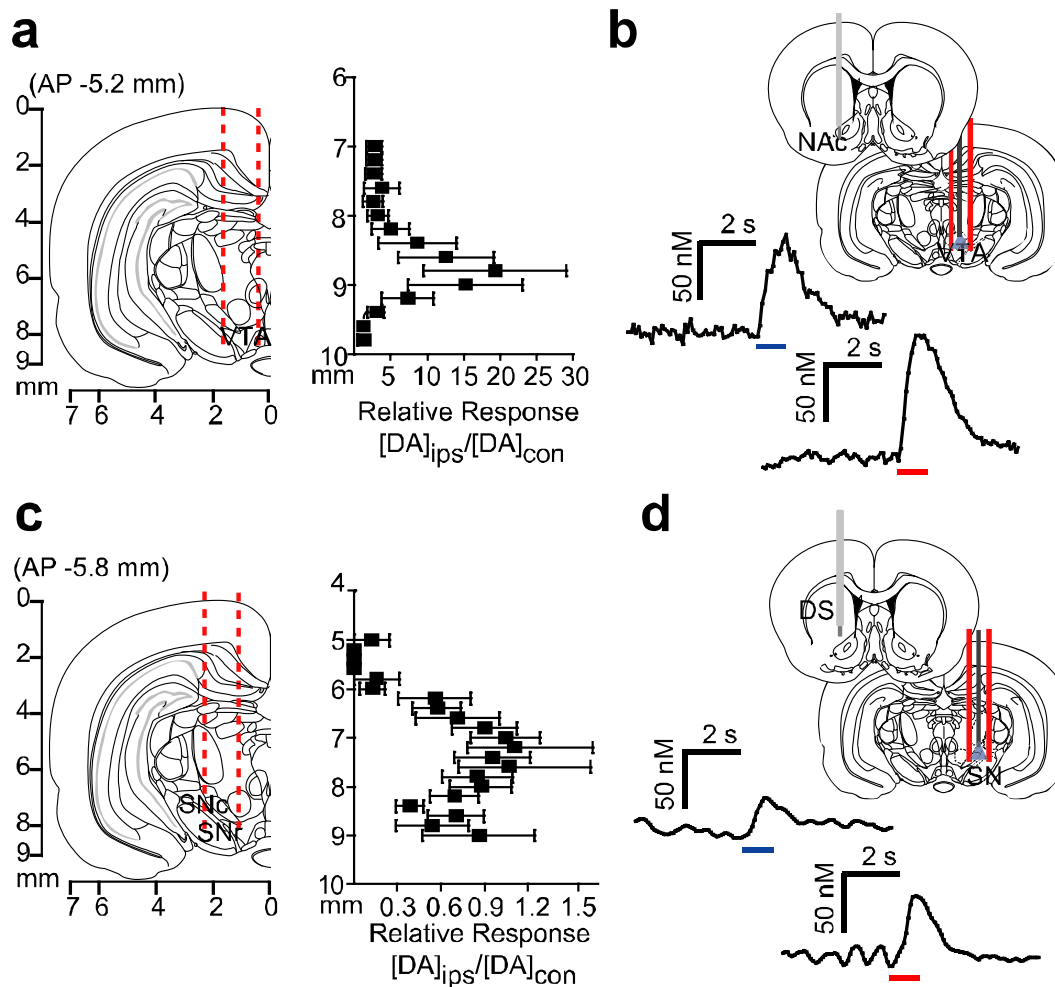 a
(AP -5.2 mm)
0
2
4
6
8
9
mm
7 6 4 2 0
VTA
6
7
8
9
10
mm
5 10 15 20 25 30
Relative Response
[DA]ips/[DA]con
b
NAc
VTA
2 s
50 nM
2 s
50 nM
c
(AP -5.8 mm)
0
2
4
6
8
9
mm
7 6 4 2 0
SNc
SNr
4
5
6
7
8
9
10
mm
0.3 0.6 0.9 1.2 1.5
Relative Response
[DA]ips/[DA]con
d
DS
SN
2 s
50 nM
2 s
50 nM